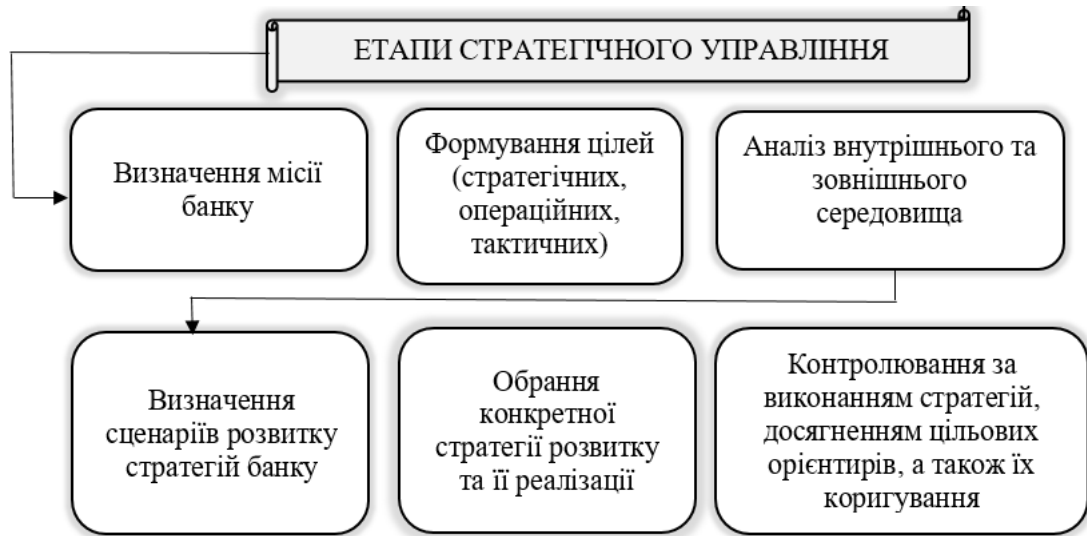 ЕТАПИ СТРАТЕГІЧНОГО УПРАВЛІННЯ
Визначення місії
банку
Формування цілей
(стратегічних,
операційних,
тактичних)
Аналіз внутрішнього та
зовнішнього
середовища
Визначення
сценаріїв розвитку
стратегій банку
Обрання
конкретної
стратегії розвитку
та її реалізації
Контролювання за
виконанням стратегій,
досягненням цільових
орієнтирів, а також їх
коригування